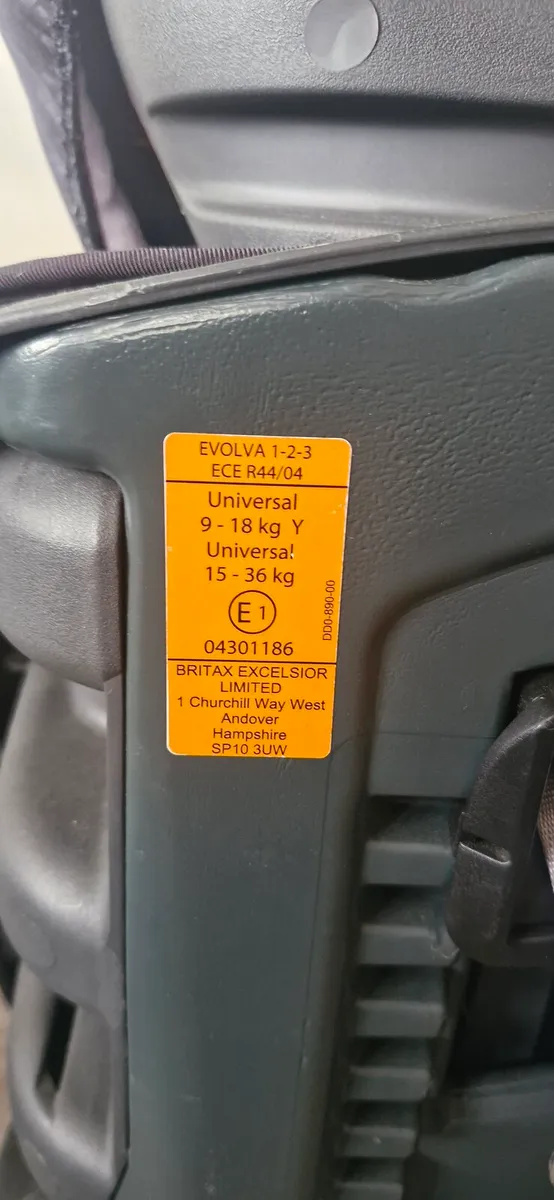 EVOLVA 1-2-3
ECE R44/04
Universal
9 - 18 kg Y
Universal
15 - 36 kg
E 1
04301186
DD0-890-00
BRITAX EXCELSIOR
LIMITED
1 Churchill Way West
Andover
Hampshire
SP10 3UW